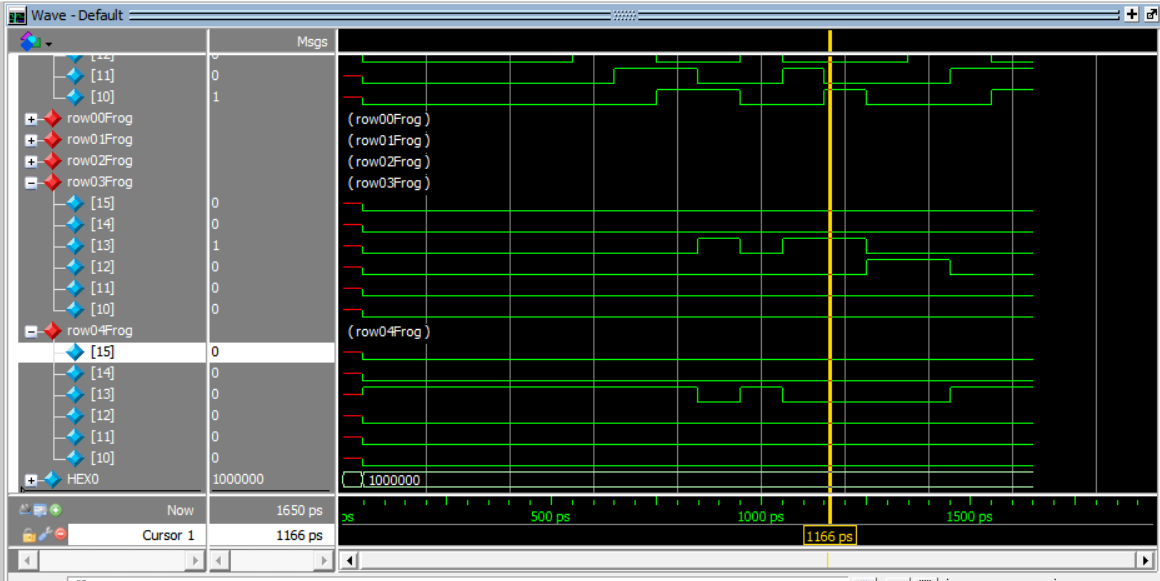 Wave - Default
Msgs
[12] 0
[11] 0
[10] 1
row00Frog (row00Frog)
row01Frog (row01Frog)
row02Frog (row02Frog)
row03Frog (row03Frog)
[15] 0
[14] 0
[13] 1
[12] 0
[11] 0
[10] 0
row04Frog (row04Frog)
[15] 0
[14] 0
[13] 0
[12] 0
[11] 0
[10] 0
HEX0 1000000 1000000
Now 1650 ps ps 500 ps 1000 ps 1500 ps
Cursor 1 1166 ps 1166 ps